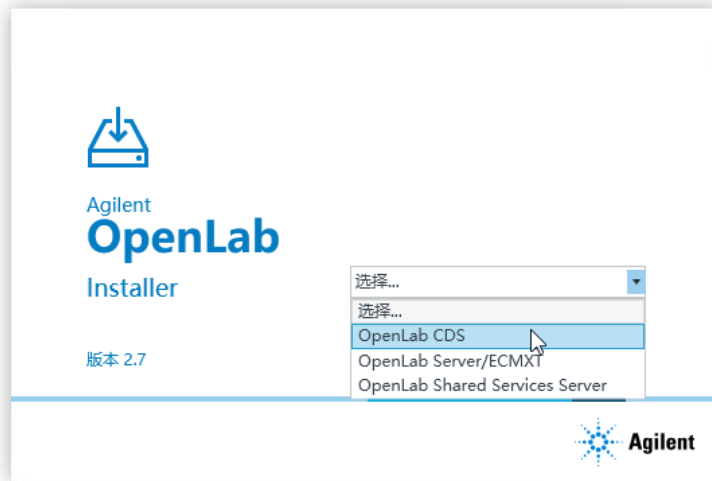 Agilent
OpenLab
Installer
版本 2.7
选择...
选择...
OpenLab CDS
OpenLab Server/ECMXT
OpenLab Shared Services Server
Agilent